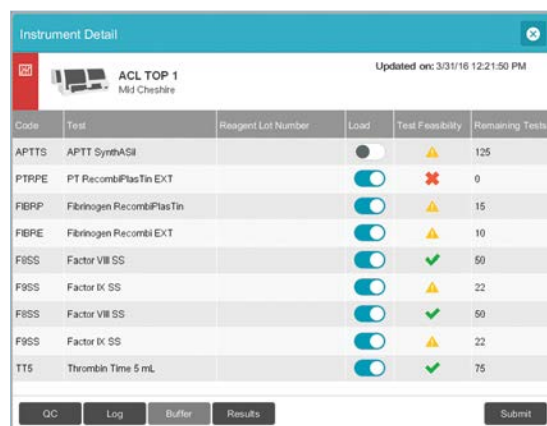 Instrument Detail
ACL TOP 1
Mid Cheshire
Updated on: 3/31/16 12:21:50 PM
Code Test Reagent Lot Number Load Test Feasibility Remaining Tests
APTTS APTT SynthASil 125
PTRPE PT RecombiPlasTin EXT 0
FIBRP Fibrinogen RecombiPlasTin 15
FIBRE Fibrinogen Recombi EXT 10
F8SS Factor VIII SS 50
F9SS Factor IX SS 22
F8SS Factor VIII SS 50
F9SS Factor IX SS 22
TT5 Thrombin Time 5 mL 75
QC Log Buffer Results Submit